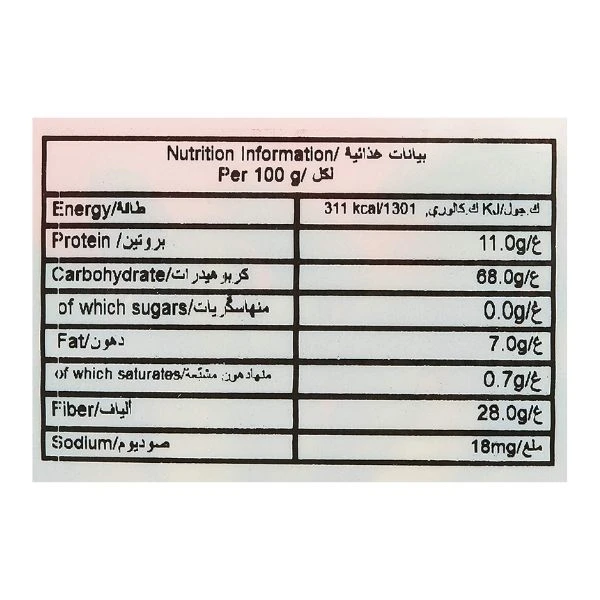 Nutrition Information/ بيانات غذائية
Per 100 g/ لكل
Energy/طاقة 311 kcal/ك.كالوري, 1301 KJ/ك.جول
Protein /بروتين 11.0g/غ
Carbohydrate/كربوهيدرات 68.0g/غ
of which sugars/منهاسكريات 0.0g/غ
Fat/دهون 7.0g/غ
of which saturates/منهادهون مشبّعة 0.7g/غ
Fiber/ألياف 28.0g/غ
Sodium/صوديوم 18mg/ملغ